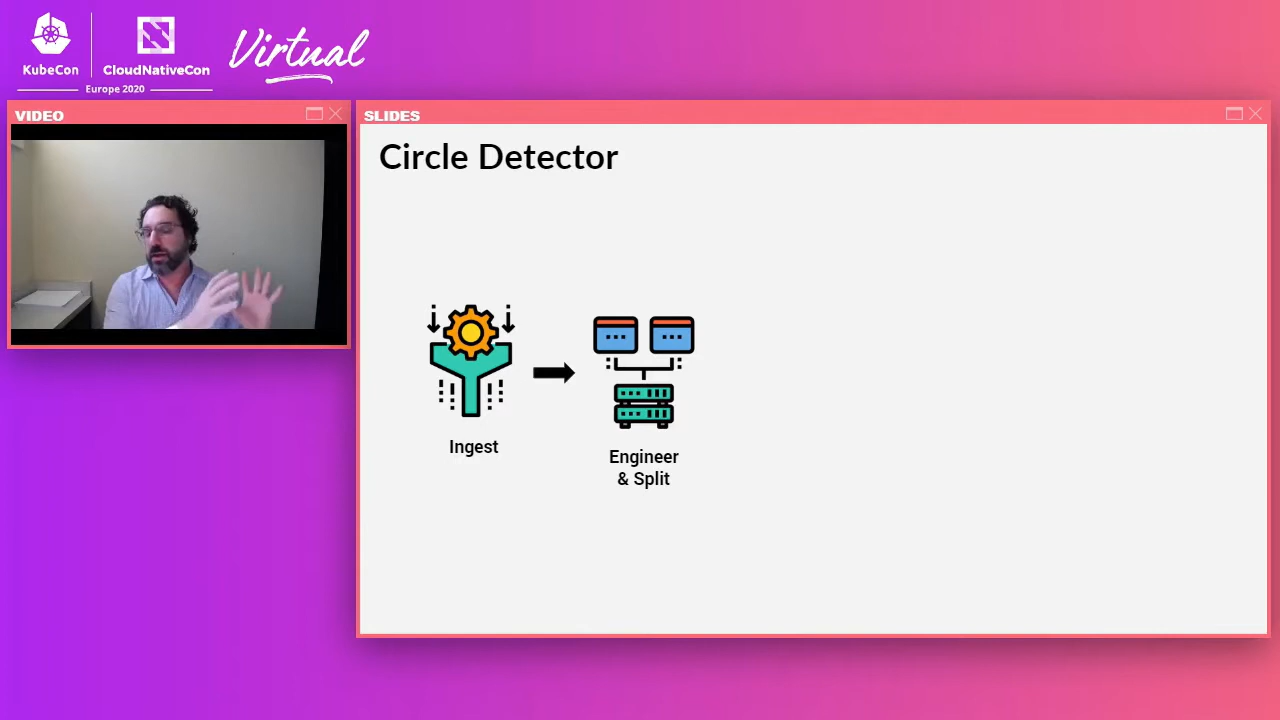 KubeCon
CloudNativeCon
Europe 2020
Virtual
VIDEO
SLIDES
Circle Detector
Ingest
Engineer
& Split